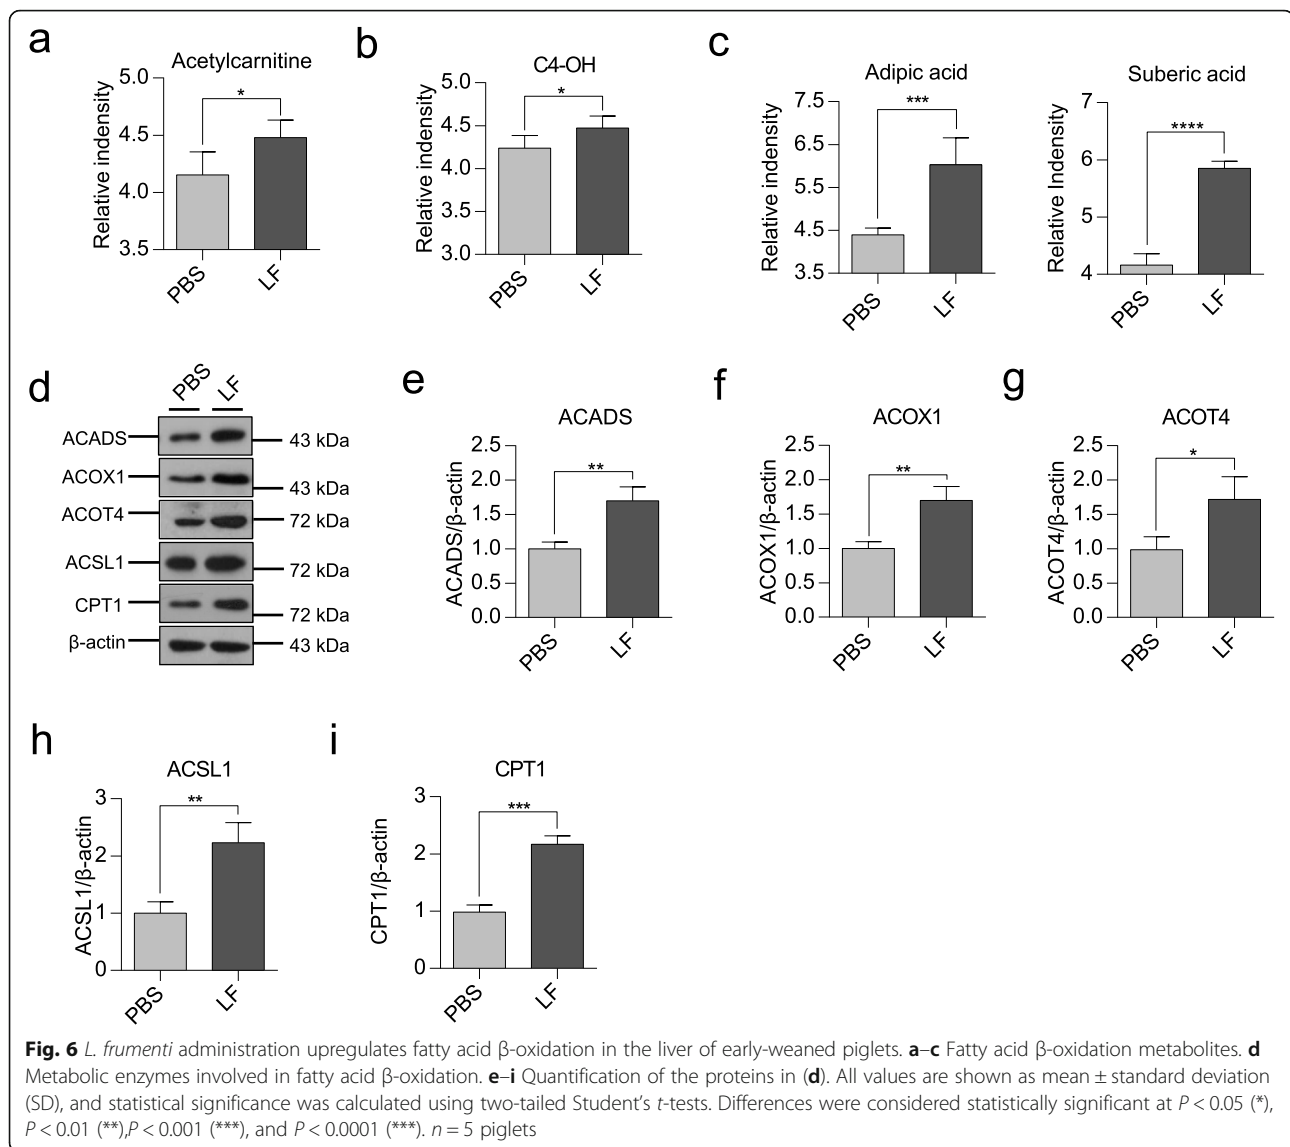 a
Acetylcarnitine
Relative indensity
5.0
4.5
4.0
3.5
*
PBS
LF
b
C4-OH
Relative indensity
5.0
4.5
4.0
3.5
3.0
*
PBS
LF
c
Adipic acid
Relative indensity
7.5
6.5
5.5
4.5
3.5
***
PBS
LF
Suberic acid
Relative Indensity
7
6
5
4
****
PBS
LF
d
PBS LF
ACADS 43 kDa
ACOX1 43 kDa
ACOT4 72 kDa
ACSL1 72 kDa
CPT1 72 kDa
β-actin 43 kDa
e
ACADS
ACADS/β-actin
2.5
2.0
1.5
1.0
0.5
0.0
**
PBS
LF
f
ACOX1
ACOX1/β-actin
2.5
2.0
1.5
1.0
0.5
0.0
**
PBS
LF
g
ACOT4
ACOT4/β-actin
2.5
2.0
1.5
1.0
0.5
0.0
*
PBS
LF
h
ACSL1
ACSL1/β-actin
3
2
1
0
**
PBS
LF
i
CPT1
CPT1/β-actin
3
2
1
0
***
PBS
LF
Fig. 6 L. frumenti administration upregulates fatty acid β-oxidation in the liver of early-weaned piglets. a–c Fatty acid β-oxidation metabolites. d
Metabolic enzymes involved in fatty acid β-oxidation. e–i Quantification of the proteins in (d). All values are shown as mean ± standard deviation
(SD), and statistical significance was calculated using two-tailed Student's t-tests. Differences were considered statistically significant at P < 0.05 (*),
P < 0.01 (**),P < 0.001 (***), and P < 0.0001 (***). n = 5 piglets